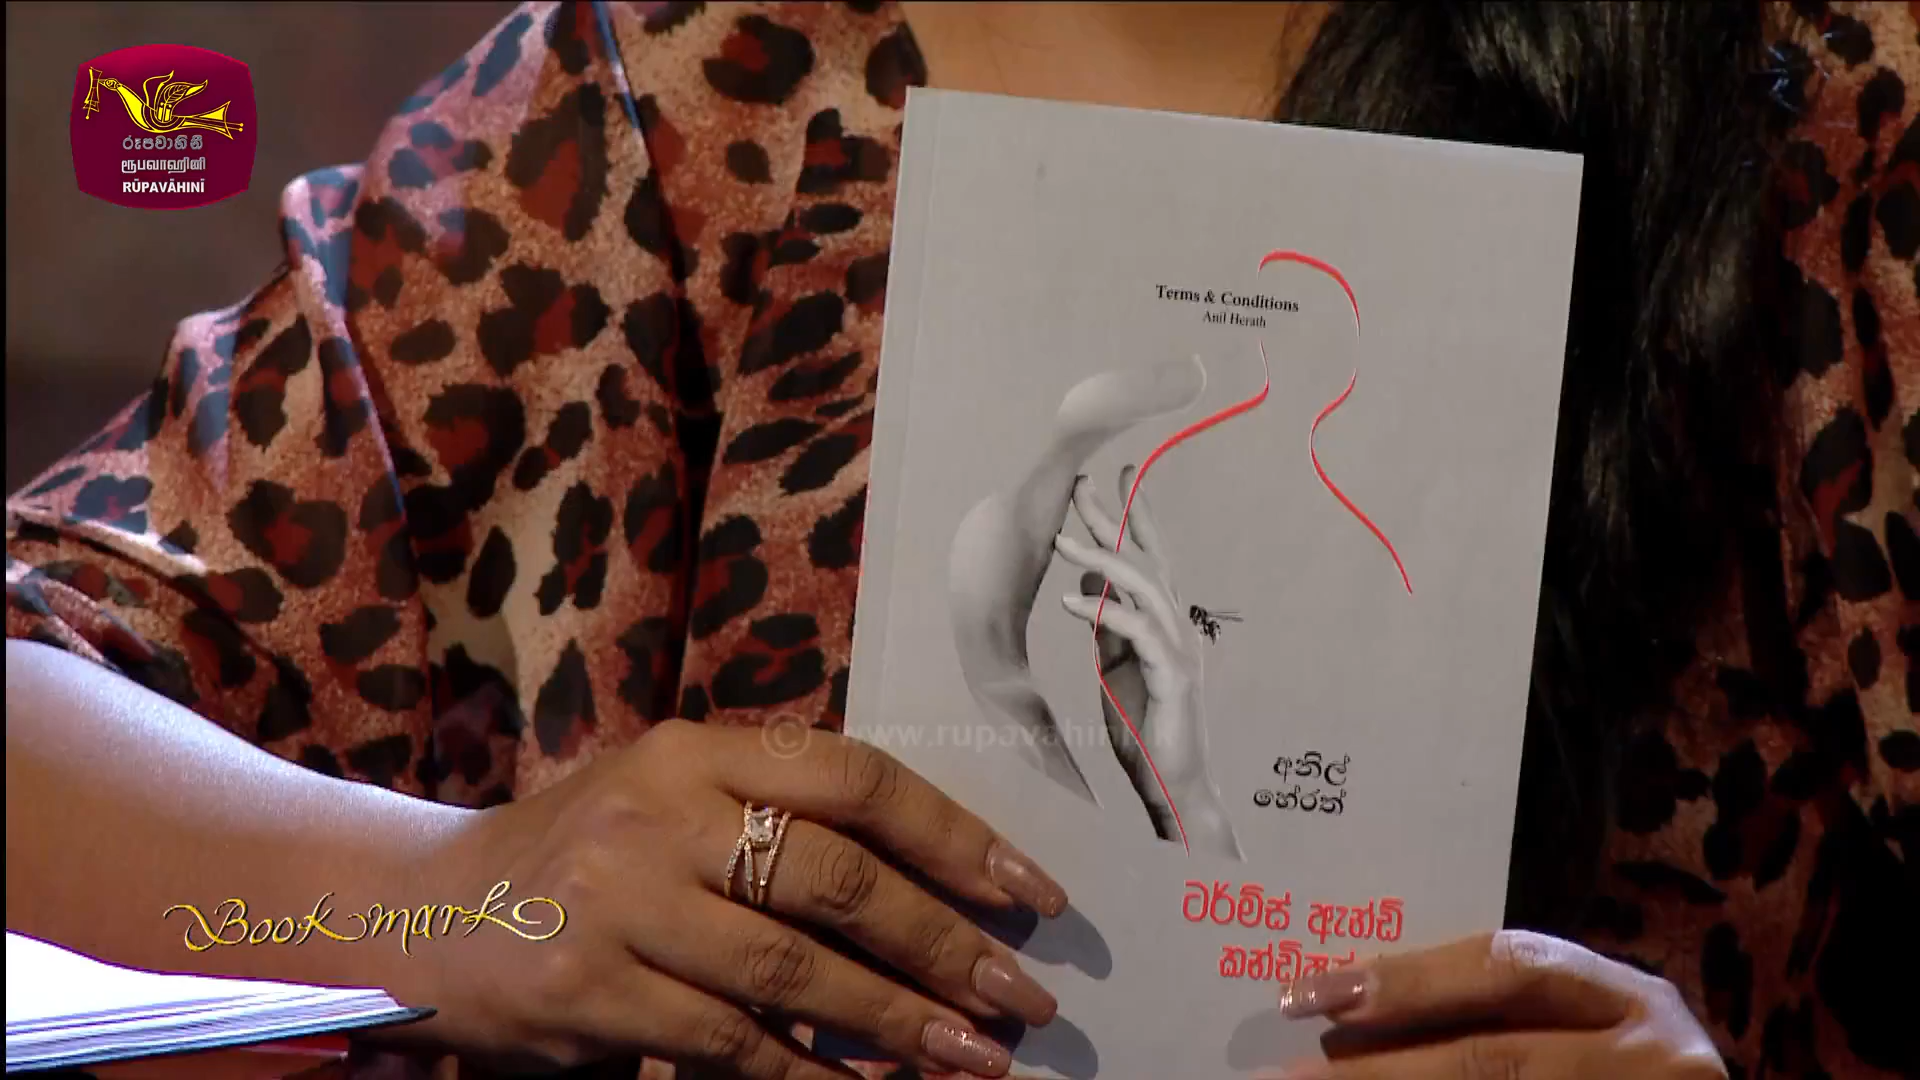 රූපවාහිනී
ரூபவாஹினி
RŪPAVĀHINĪ
Terms & Conditions
Anil Herath
© www.rupavahini.lk
අනිල්
හේරත්
ටර්ම්ස් ඇන්ඩ්
Book mark